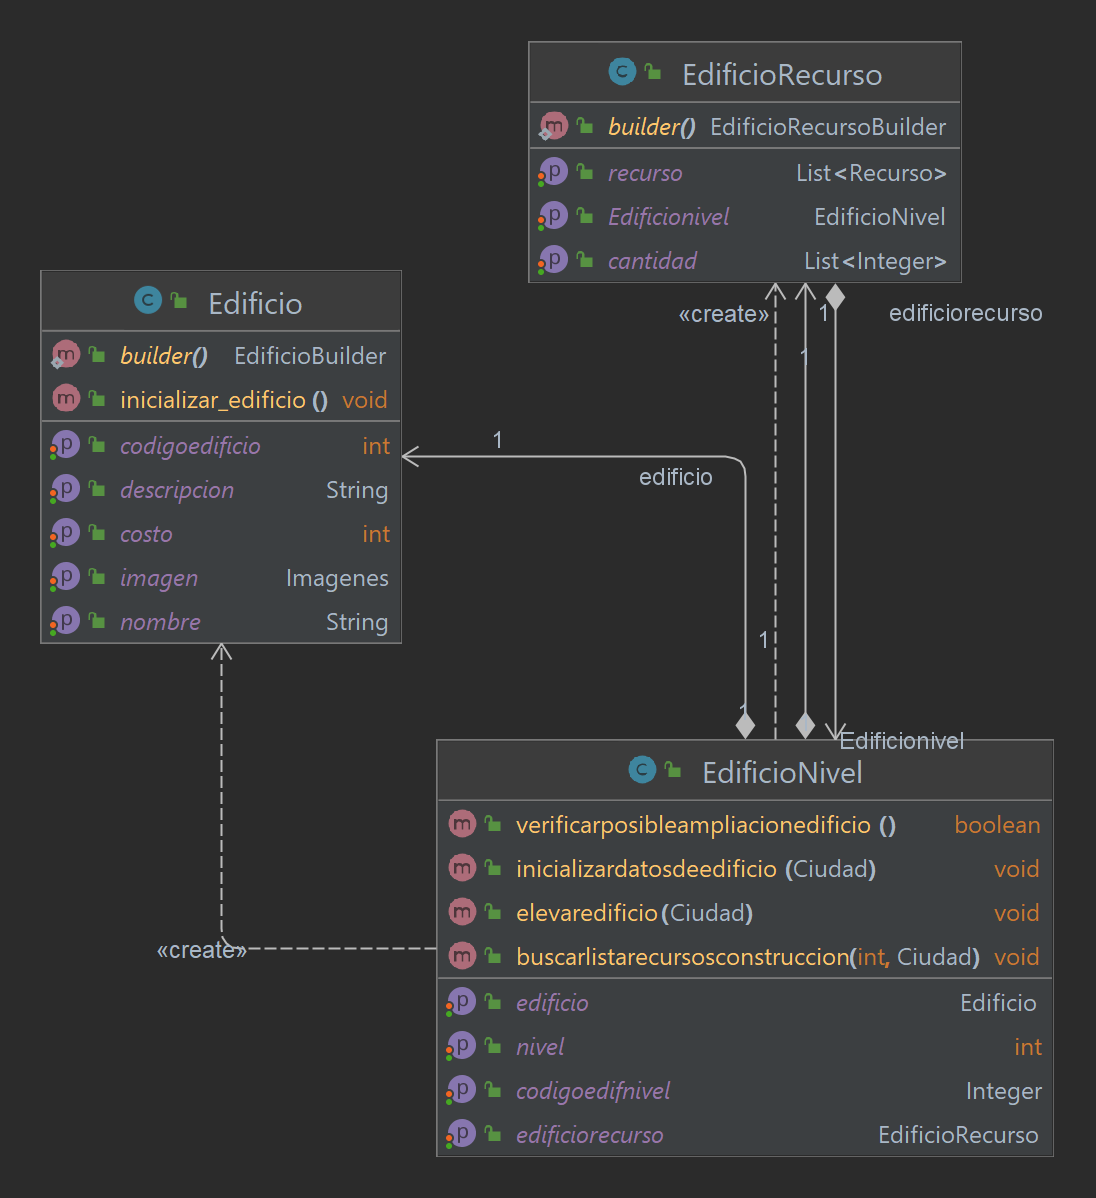 EdificioRecurso
builder() EdificioRecursoBuilder
recurso List<Recurso>
Edificionivel EdificioNivel
cantidad List<Integer>
«create» 1 edificiorecurso
1
Edificio
builder() EdificioBuilder
inicializar_edificio () void
codigoedificio int
descripcion String
costo int
imagen Imagenes
nombre String
1
edificio
1
1
Edificionivel
EdificioNivel
verificarposibleampliacionedificio () boolean
inicializardatosdeedificio (Ciudad) void
elevaredificio(Ciudad) void
buscarlistarecursosconstruccion(int, Ciudad) void
«create»
edificio Edificio
nivel int
codigoedifnivel Integer
edificiorecurso EdificioRecurso